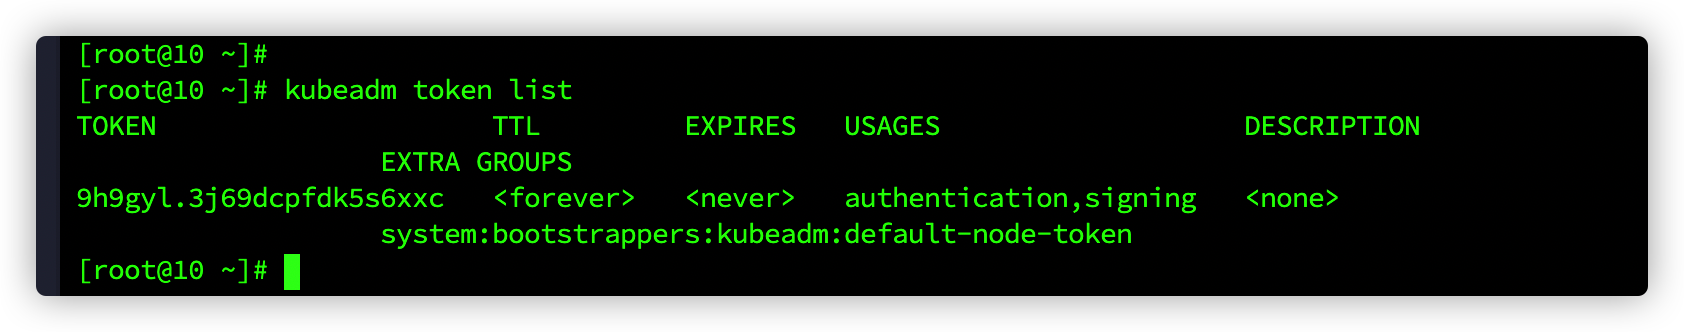 [root@10 ~]#
[root@10 ~]# kubeadm token list
TOKEN                     TTL         EXPIRES   USAGES                   DESCRIPTION
                   EXTRA GROUPS
9h9gyl.3j69dcpfdk5s6xxc   <forever>   <never>   authentication,signing   <none>
                   system:bootstrappers:kubeadm:default-node-token
[root@10 ~]#